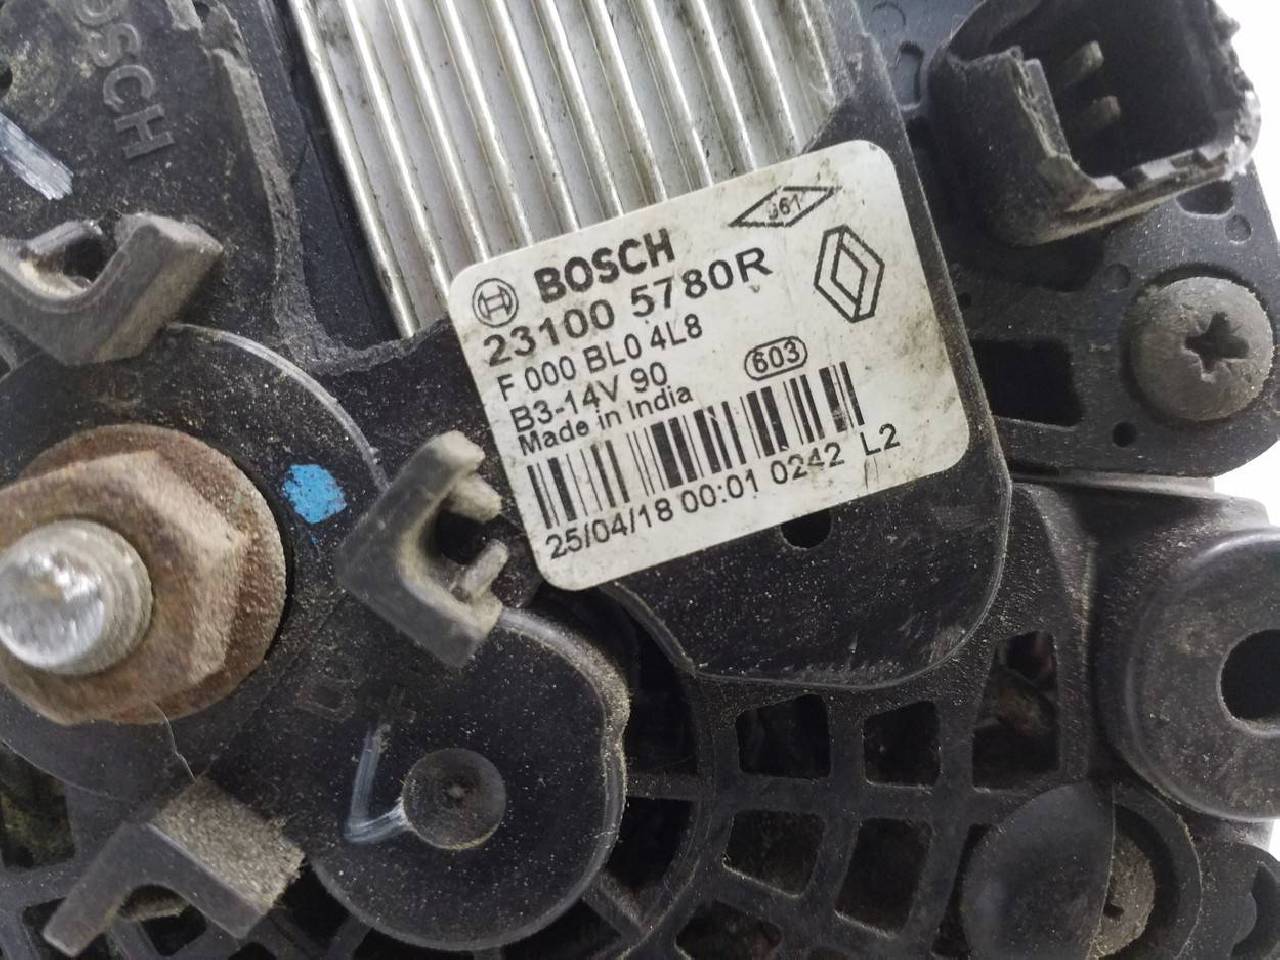 BOSCH
961
BOSCH
23100 5780R
F 000 BL0 4L8
B3-14V 90
603
Made in India
25/04/18 00:01 0242 L2